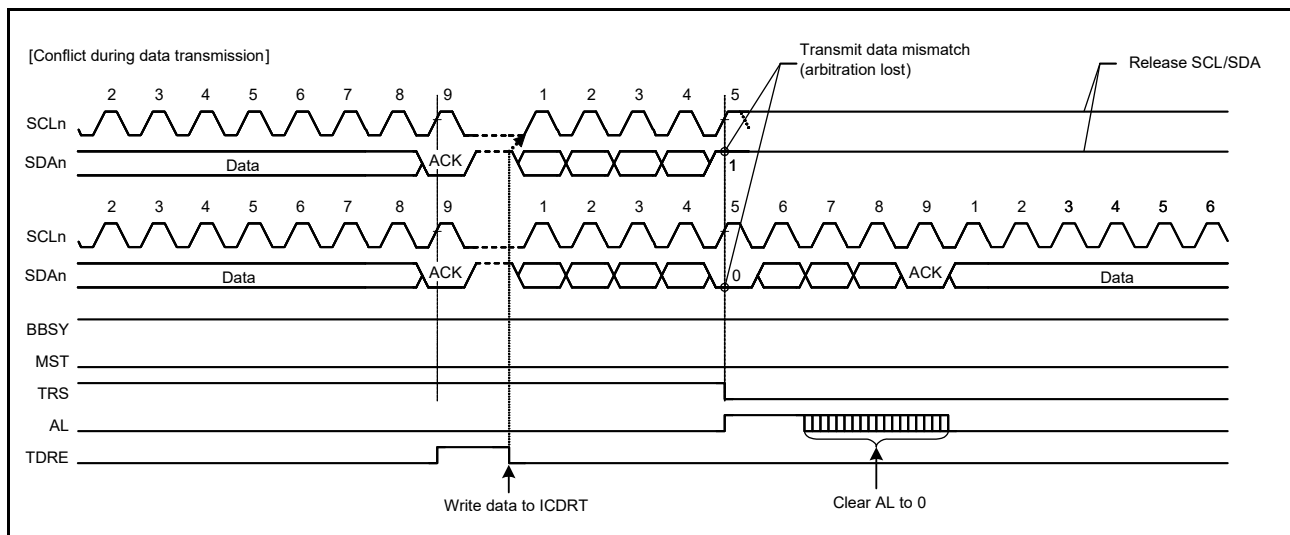 [Conflict during data transmission]
Transmit data mismatch
(arbitration lost)
Release SCL/SDA
2 3 4 5 6 7 8 9 1 2 3 4 5
SCLn
SDAn Data ACK 1
2 3 4 5 6 7 8 9 1 2 3 4 5 6 7 8 9 1 2 3 4 5 6
SCLn
SDAn Data ACK 0 ACK Data
BBSY
MST
TRS
AL
TDRE
Write data to ICDRT Clear AL to 0